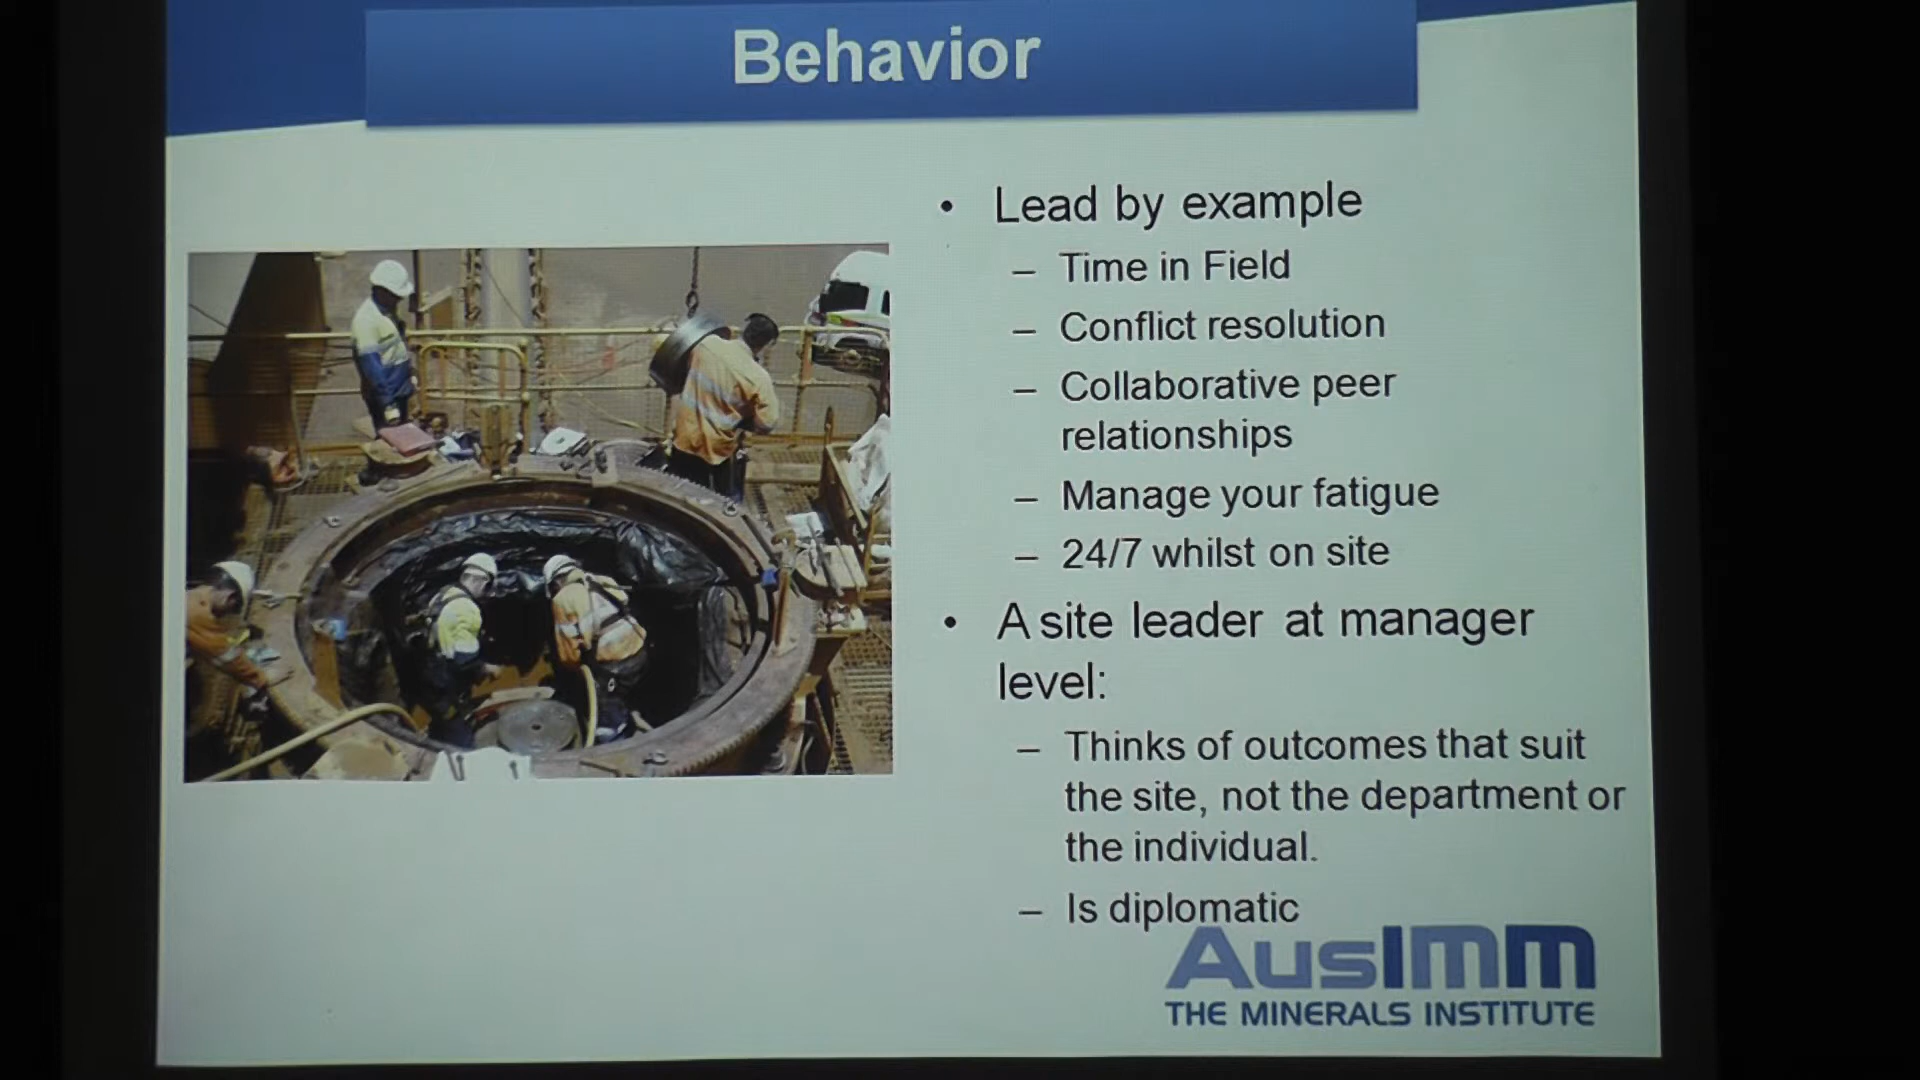 Behavior
• Lead by example
– Time in Field
– Conflict resolution
– Collaborative peer
relationships
– Manage your fatigue
– 24/7 whilst on site
• A site leader at manager
level:
– Thinks of outcomes that suit
the site, not the department or
the individual.
– Is diplomatic
AusIMM
THE MINERALS INSTITUTE